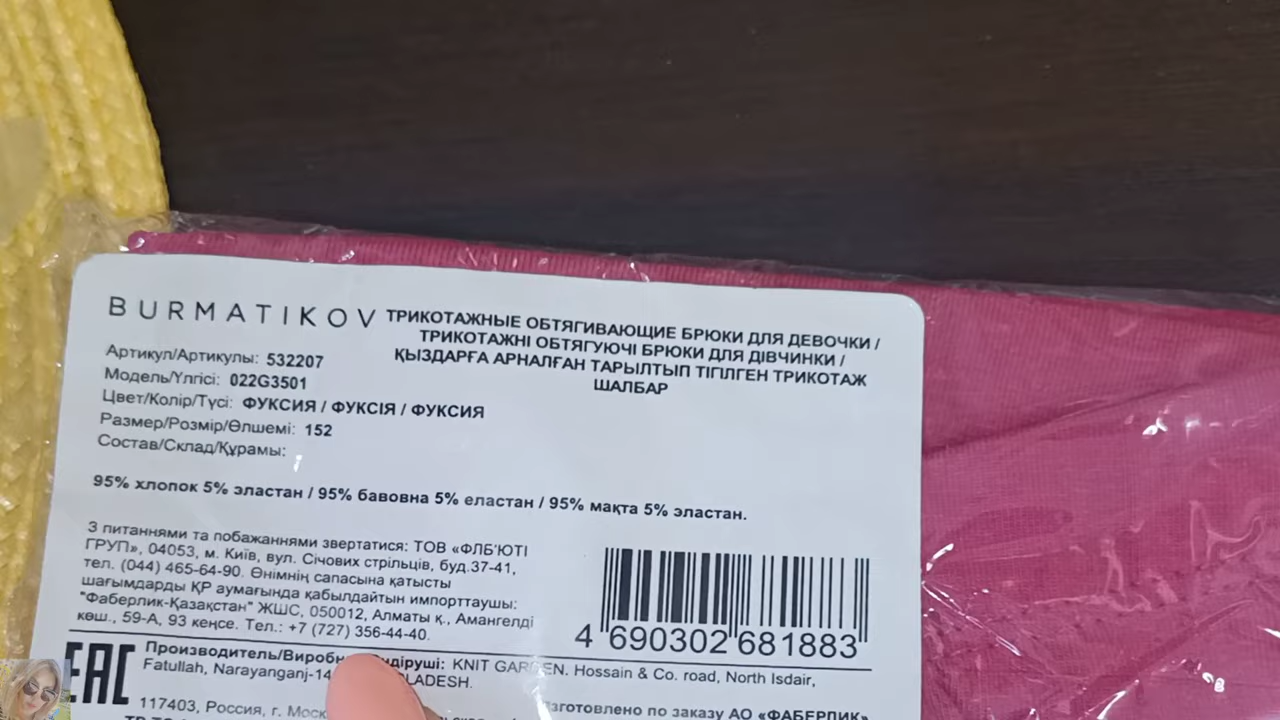 BURMATIKOV
ТРИКОТАЖНЫЕ ОБТЯГИВАЮЩИЕ БРЮКИ ДЛЯ ДЕВОЧКИ /
ТРИКОТАЖНІ ОБТЯГУЮЧІ БРЮКИ ДЛЯ ДІВЧИНКИ /
ҚЫЗДАРҒА АРНАЛҒАН ТАРЫЛТЫП ТІГІЛГЕН ТРИКОТАЖ
ШАЛБАР
Артикул/Артикулы: 532207
Модель/Үлгісі: 022G3501
Цвет/Колір/Түсі: ФУКСИЯ / ФУКСІЯ / ФУКСИЯ
Размер/Розмір/Өлшемі: 152
Состав/Склад/Құрамы:
95% хлопок 5% эластан / 95% бавовна 5% еластан / 95% мақта 5% эластан.
З питаннями та побажаннями звертатися: ТОВ «ФЛБ'ЮТІ
ГРУП», 04053, м. Київ, вул. Січових стрільців, буд.37-41,
тел. (044) 465-64-90. Өнімнің сапасына қатысты
шағымдарды ҚР аумағында қабылдайтын импорттаушы:
"Фаберлик-Қазақстан" ЖШС, 050012, Алматы қ., Амангелді
көш., 59-А, 93 кеңсе. Тел.: +7 (727) 356-44-40.
4 690302 681883
EAC
Производитель/Виробн діруші: KNIT GARDEN. Hossain & Co. road, North Isdair,
Fatullah, Narayanganj-14 LADESH.
117403, Россия, г. Моск
зготовлено по заказу АО «ФАБЕРЛИК»